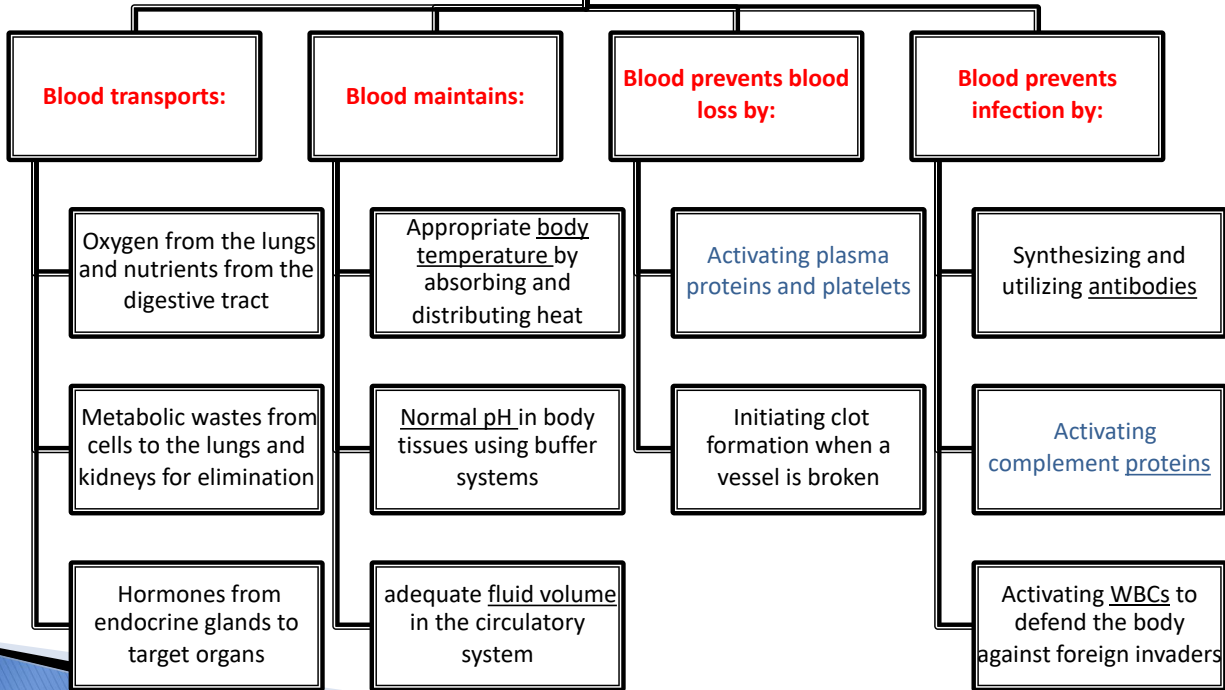 Blood transports:
Oxygen from the lungs
and nutrients from the
digestive tract
Metabolic wastes from
cells to the lungs and
kidneys for elimination
Hormones from
endocrine glands to
target organs
Blood maintains:
Appropriate body
temperature by
absorbing and
distributing heat
Normal pH in body
tissues using buffer
systems
adequate fluid volume
in the circulatory
system
Blood prevents blood
loss by:
Activating plasma
proteins and platelets
Initiating clot
formation when a
vessel is broken
Blood prevents
infection by:
Synthesizing and
utilizing antibodies
Activating
complement proteins
Activating WBCs to
defend the body
against foreign invaders